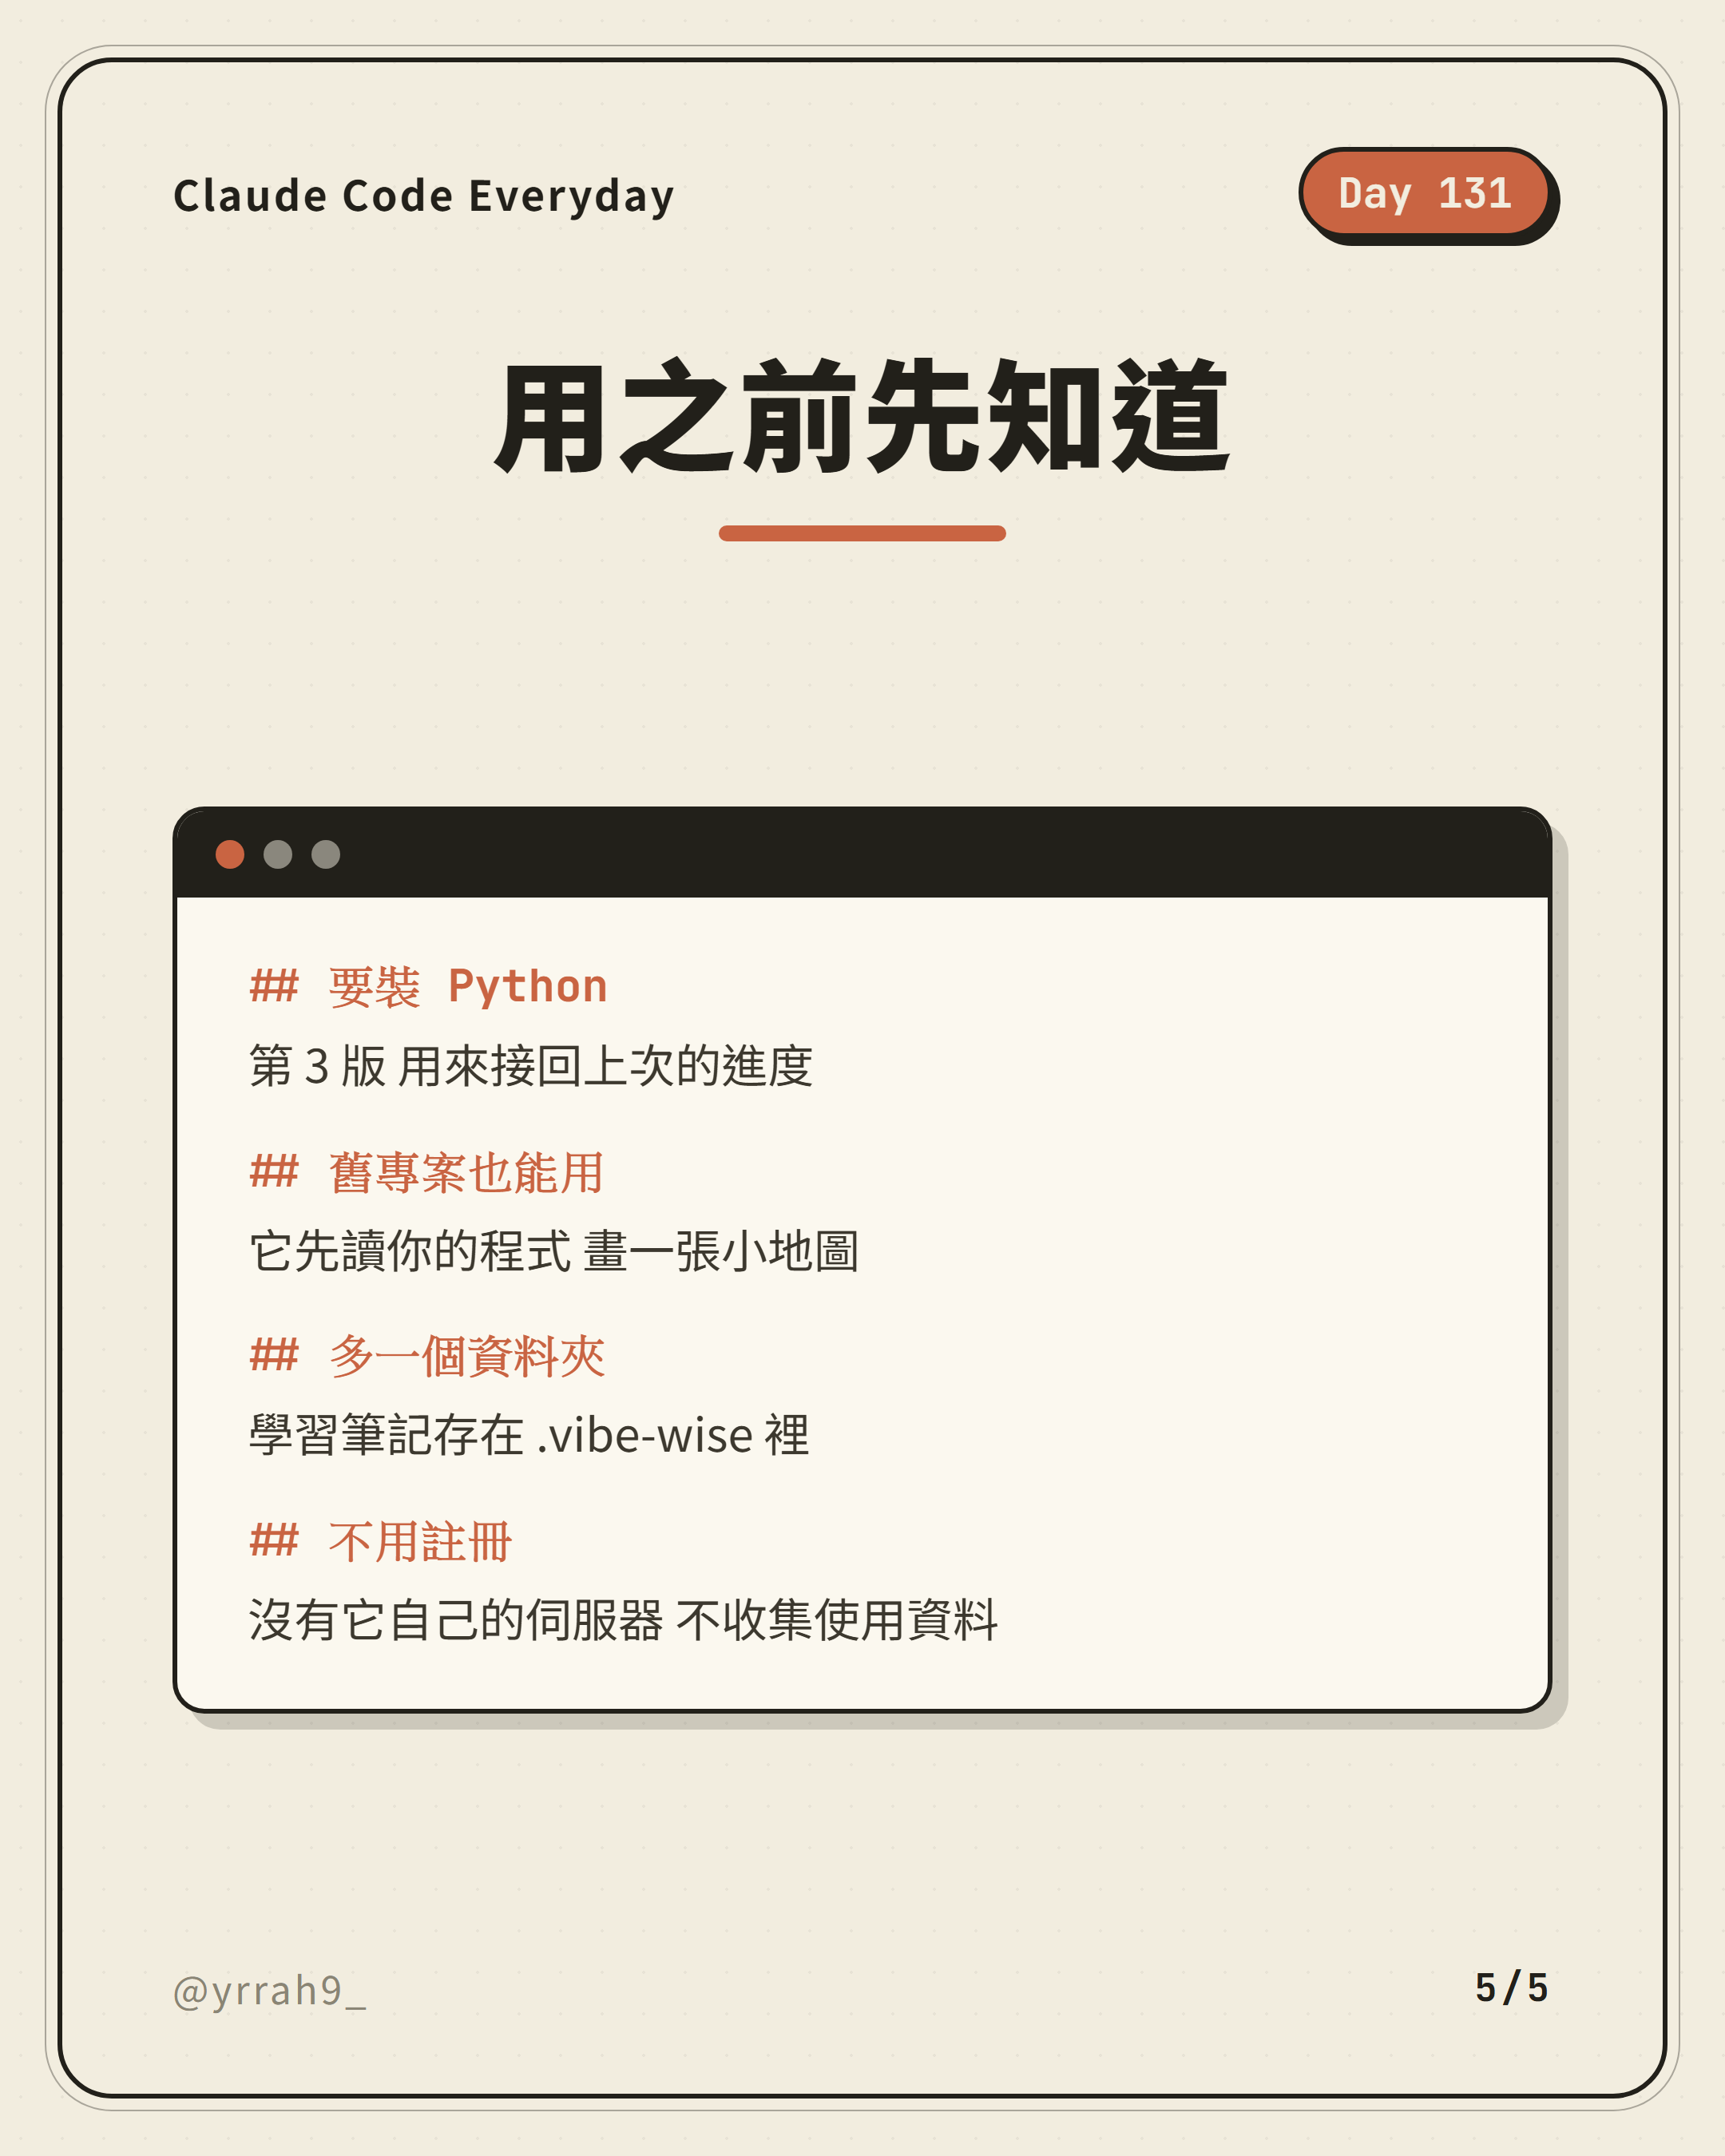 Claude Code Everyday
Day 131
用之前先知道
## 要裝 Python
第 3 版 用來接回上次的進度
## 舊專案也能用
它先讀你的程式 畫一張小地圖
## 多一個資料夾
學習筆記存在 .vibe-wise 裡
## 不用註冊
沒有它自己的伺服器 不收集使用資料
@yrrah9_
5/5